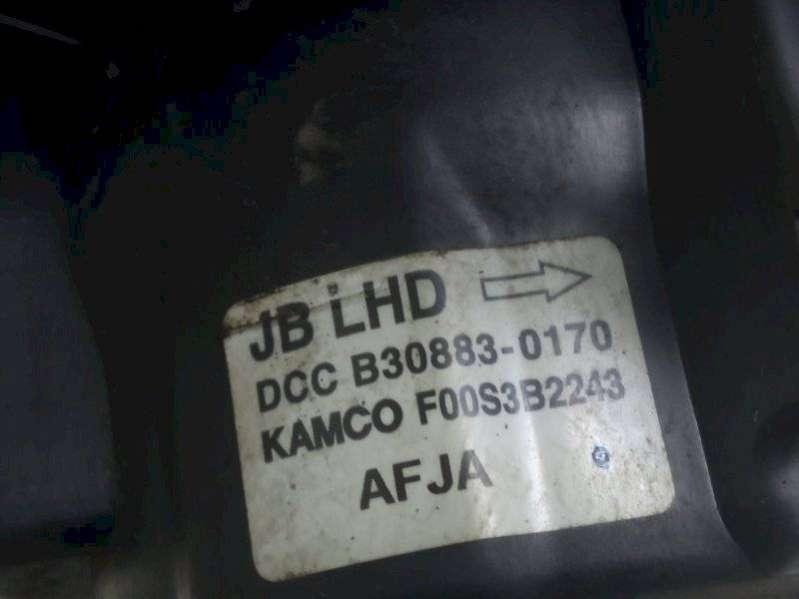 JB LHD
DCC B30883-0170
KAMCO F00S3B2243
AFJA